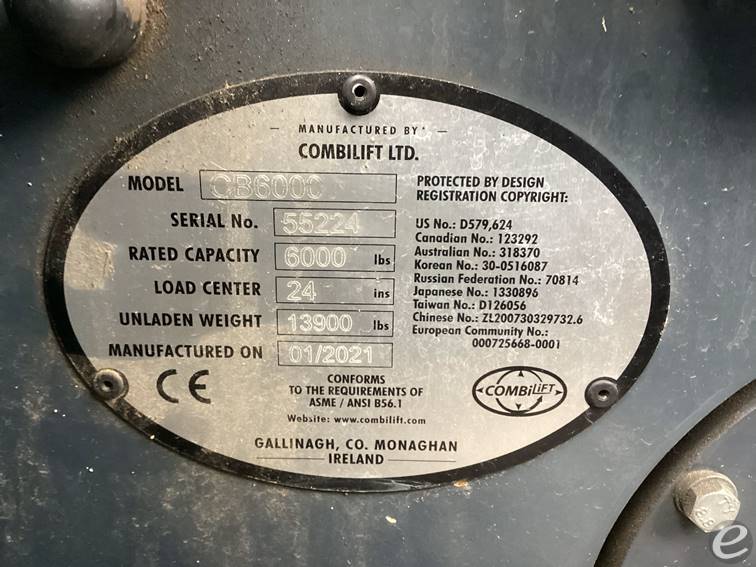 MANUFACTURED BY
COMBILIFT LTD.
MODEL CB6000
SERIAL No. 55224
RATED CAPACITY 6000 lbs
LOAD CENTER 24 ins
UNLADEN WEIGHT 13900 lbs
MANUFACTURED ON 01/2021
PROTECTED BY DESIGN
REGISTRATION COPYRIGHT:
US No.: D579,624
Canadian No.: 123292
Australian No.: 318370
Korean No.: 30-0516087
Russian Federation No.: 70814
Japanese No.: 1330896
Taiwan No.: D126056
Chinese No.: ZL200730329732.6
European Community No.:
000725668-0001
CE
CONFORMS
TO THE REQUIREMENTS OF
ASME / ANSI B56.1
Website: www.combilift.com
COMBiLiFT
GALLINAGH, CO. MONAGHAN
IRELAND
e